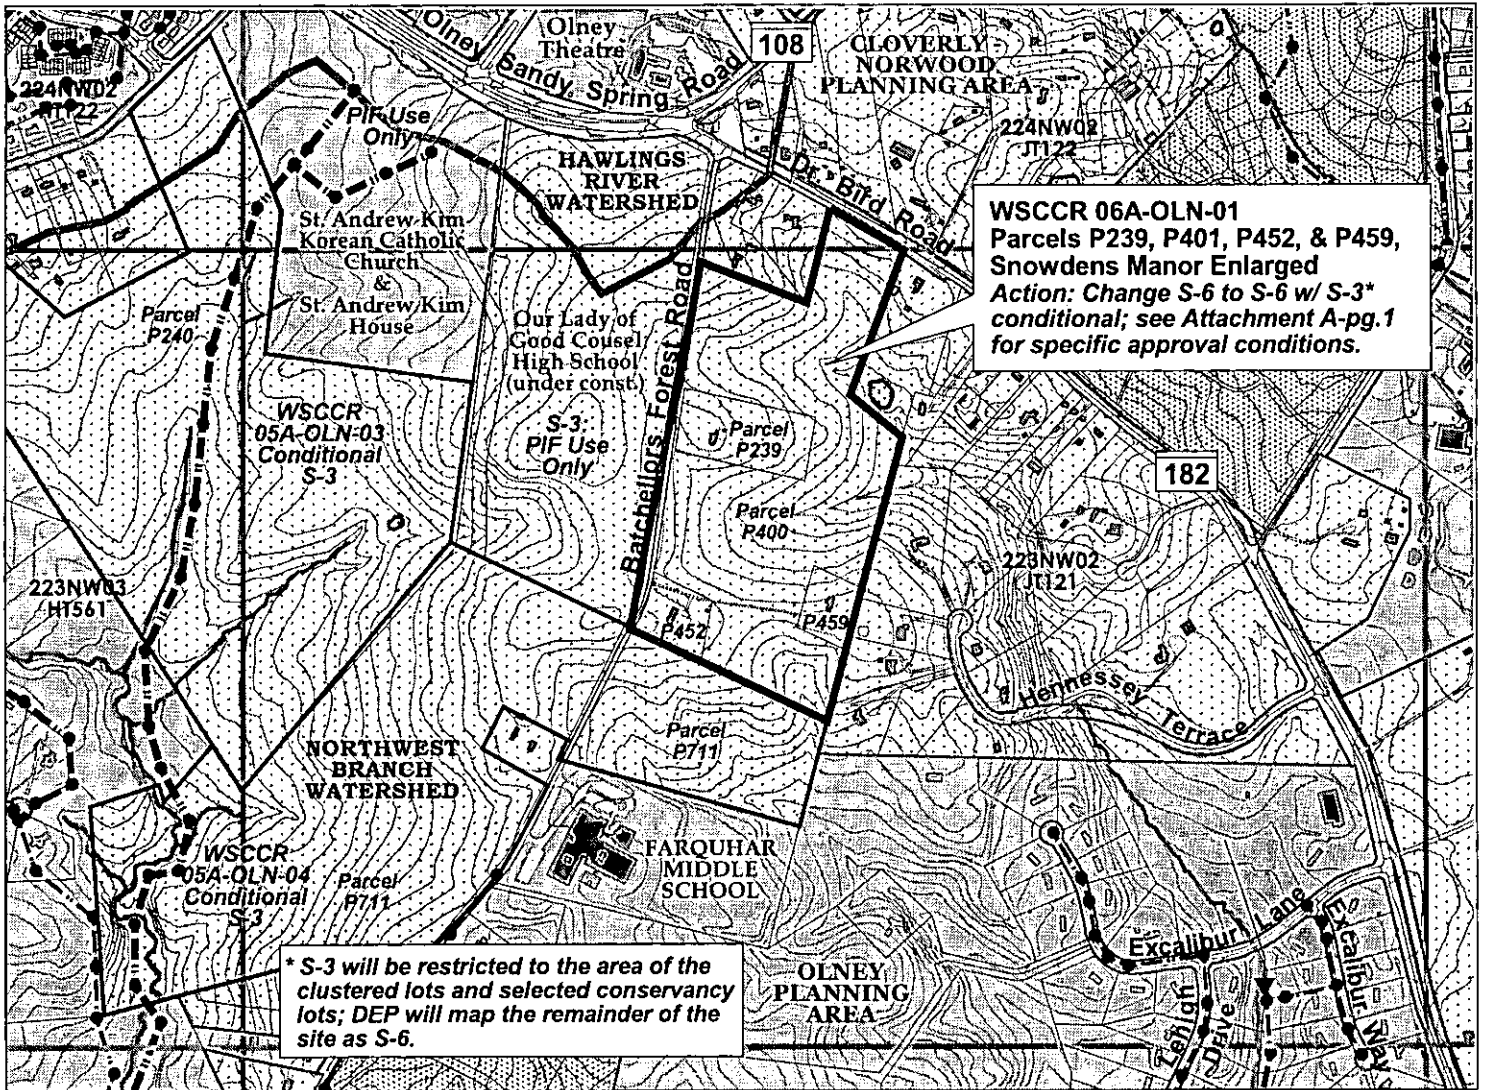 Olney
Theatre
108
CLOVERLY -
NORWOOD
PLANNING AREA
Olney
Sandy Spring Road
224NW02
HT122
PIF Use
Only
HAWLINGS
RIVER
WATERSHED
224NW02
JT122
Dr. Bird Road
WSCCR 06A-OLN-01
Parcels P239, P401, P452, & P459,
Snowdens Manor Enlarged
Action: Change S-6 to S-6 w/ S-3*
conditional; see Attachment A-pg.1
for specific approval conditions.
St. Andrew Kim
Korean Catholic
Church
&
St. Andrew Kim
House
Parcel
P240
Our Lady of
Good Cousel
High School
(under const.)
S-3:
PIF Use
Only
Batchellors Forest Road
WSCCR
05A-OLN-03
Conditional
S-3
Parcel
P239
Parcel
P400
182
223NW03
HT561
223NW02
JT121
P452
P459
Hennessey Terrace
Parcel
P711
NORTHWEST
BRANCH
WATERSHED
FARQUHAR
MIDDLE
SCHOOL
WSCCR
05A-OLN-04
Conditional
S-3
Parcel
P711
Excalibur Lane
Excalibur Way
Lehigh
Drive
OLNEY
PLANNING
AREA
* S-3 will be restricted to the area of the
clustered lots and selected conservancy
lots; DEP will map the remainder of the
site as S-6.